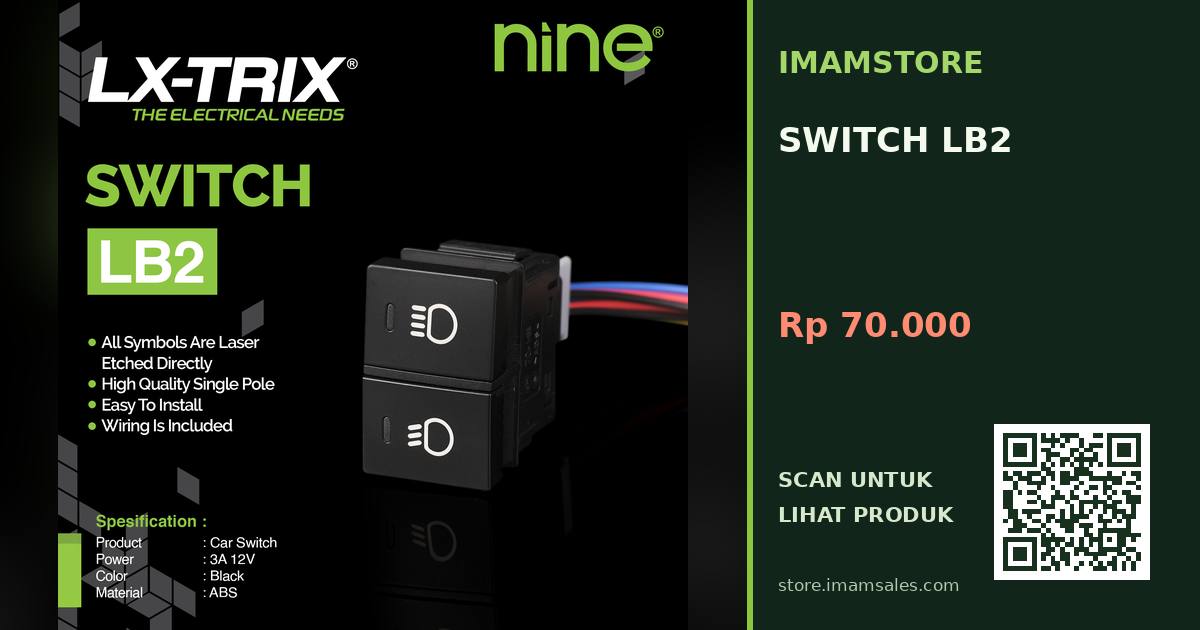 LX-TRIX®
THE ELECTRICAL NEEDS
nine®
SWITCH
LB2
All Symbols Are Laser
Etched Directly
High Quality Single Pole
Easy To Install
Wiring Is Included
Spesification :
Product : Car Switch
Power : 3A 12V
Color : Black
Material : ABS
IMAMSTORE
SWITCH LB2
Rp 70.000
SCAN UNTUK
LIHAT PRODUK
store.imamsales.com